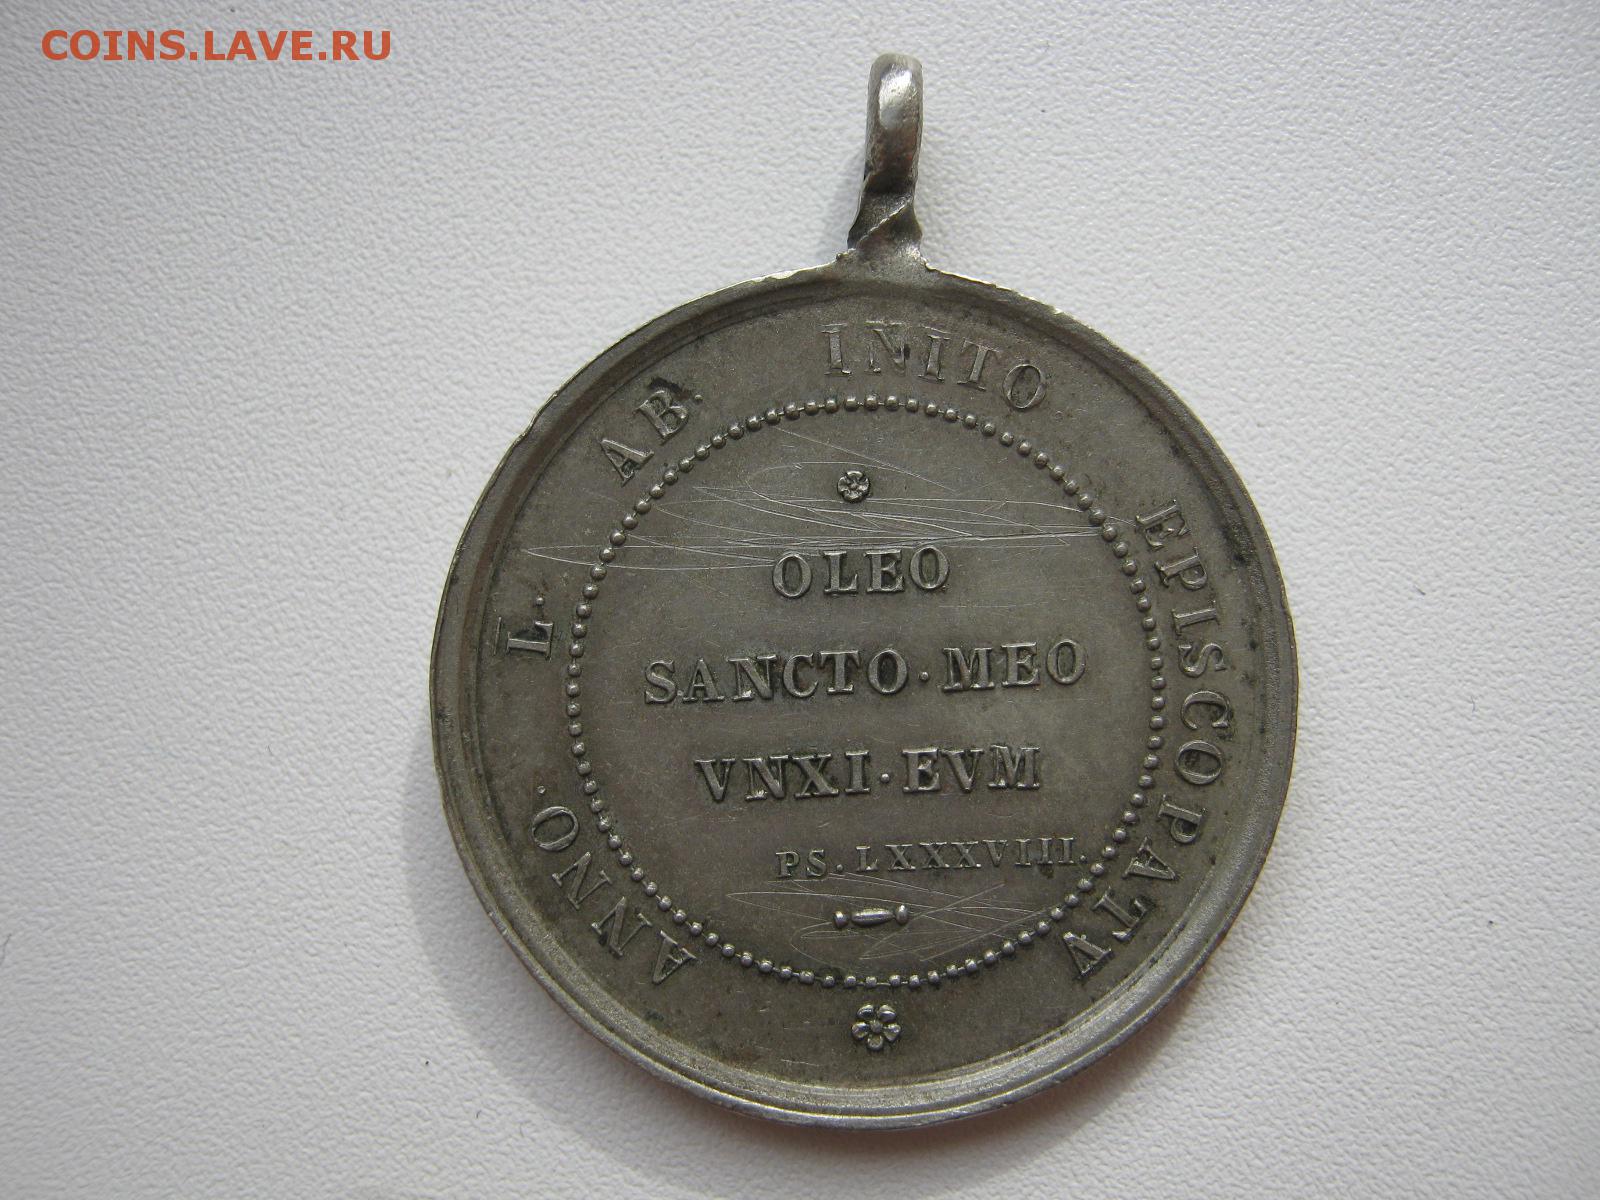 COINS.LAVE.RU
ANNO. L. AB. INITO EPISCOPATV
OLEO
SANCTO·MEO
VNXI·EVM
PS. LXXXVIII.